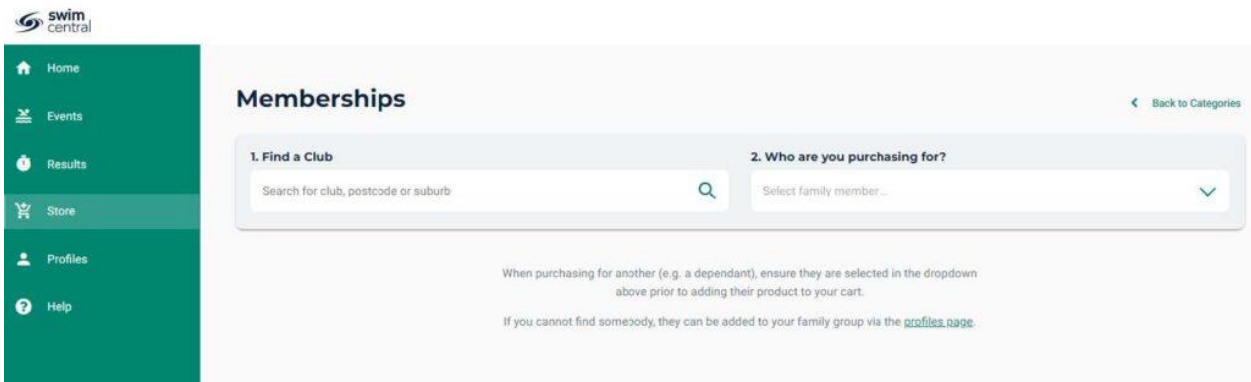 swim
central
Home
Events
Results
Store
Profiles
Help
Memberships
Back to Categories
1. Find a Club
Search for club, postcode or suburb
2. Who are you purchasing for?
Select family member...
When purchasing for another (e.g. a dependant), ensure they are selected in the dropdown
above prior to adding their product to your cart.
If you cannot find somebody, they can be added to your family group via the profiles page.